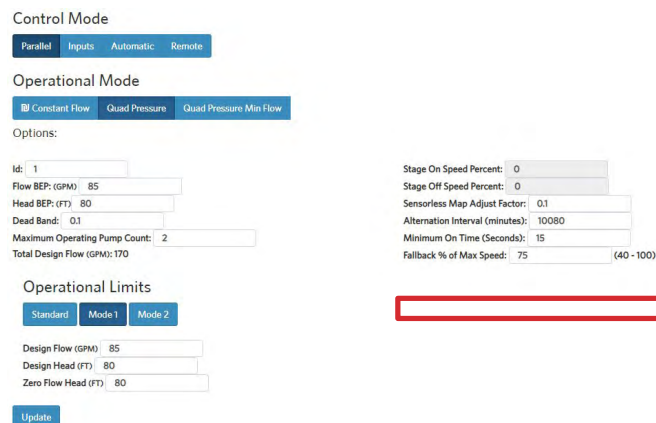 Control Mode
Parallel Inputs Automatic Remote
Operational Mode
Constant Flow Quad Pressure Quad Pressure Min Flow
Options:
Id: 1
Flow BEP: (GPM) 85
Head BEP: (FT) 80
Dead Band: 0.1
Maximum Operating Pump Count: 2
Total Design Flow (GPM): 170
Stage On Speed Percent: 0
Stage Off Speed Percent: 0
Sensorless Map Adjust Factor: 0.1
Alternation Interval (minutes): 10080
Minimum On Time (Seconds): 15
Fallback % of Max Speed: 75 (40 - 100)
Operational Limits
Standard Mode 1 Mode 2
Design Flow (GPM) 85
Design Head (FT) 80
Zero Flow Head (FT) 80
Update